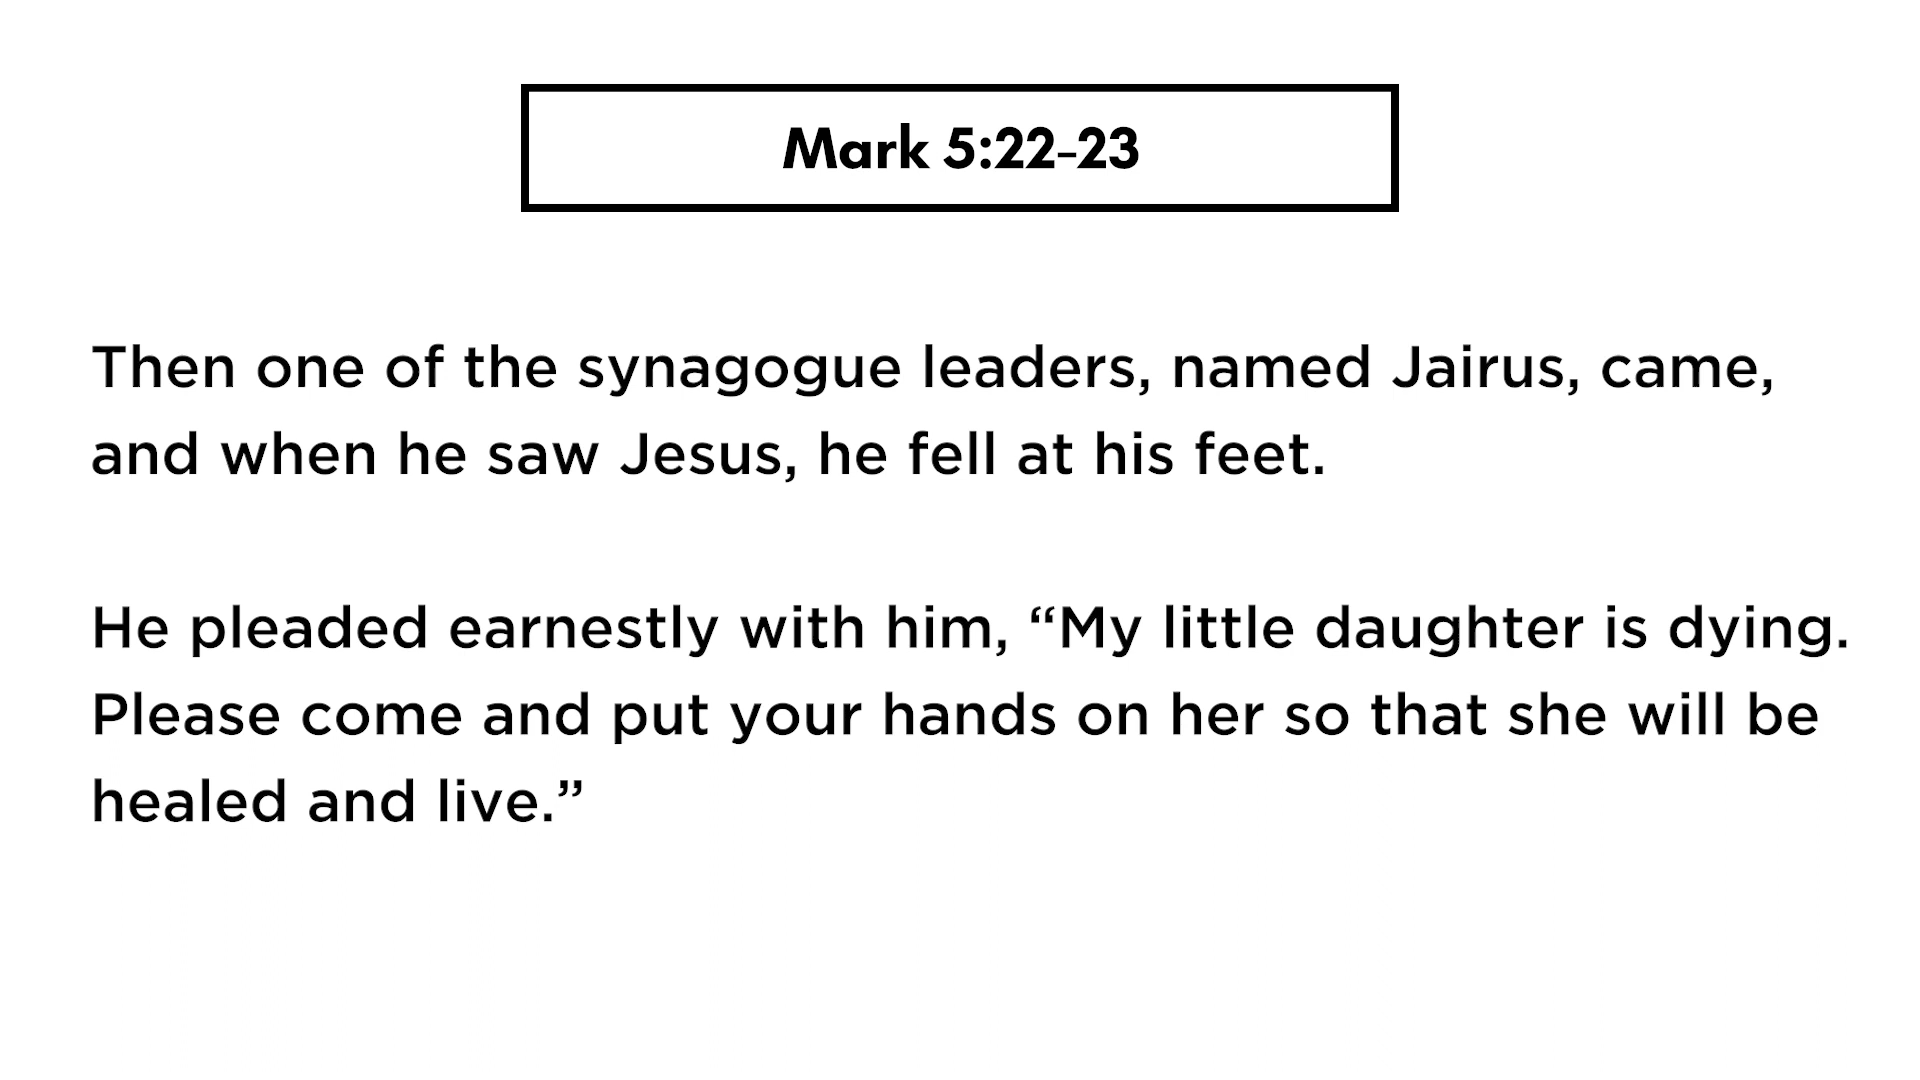 Mark 5:22-23
Then one of the synagogue leaders, named Jairus, came,
and when he saw Jesus, he fell at his feet.
He pleaded earnestly with him, “My little daughter is dying.
Please come and put your hands on her so that she will be
healed and live.”